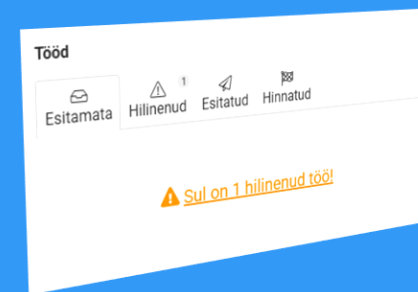 Tööd
Esitamata
Hilinenud 1
Esitatud
Hinnatud
Sul on 1 hilinenud töö!